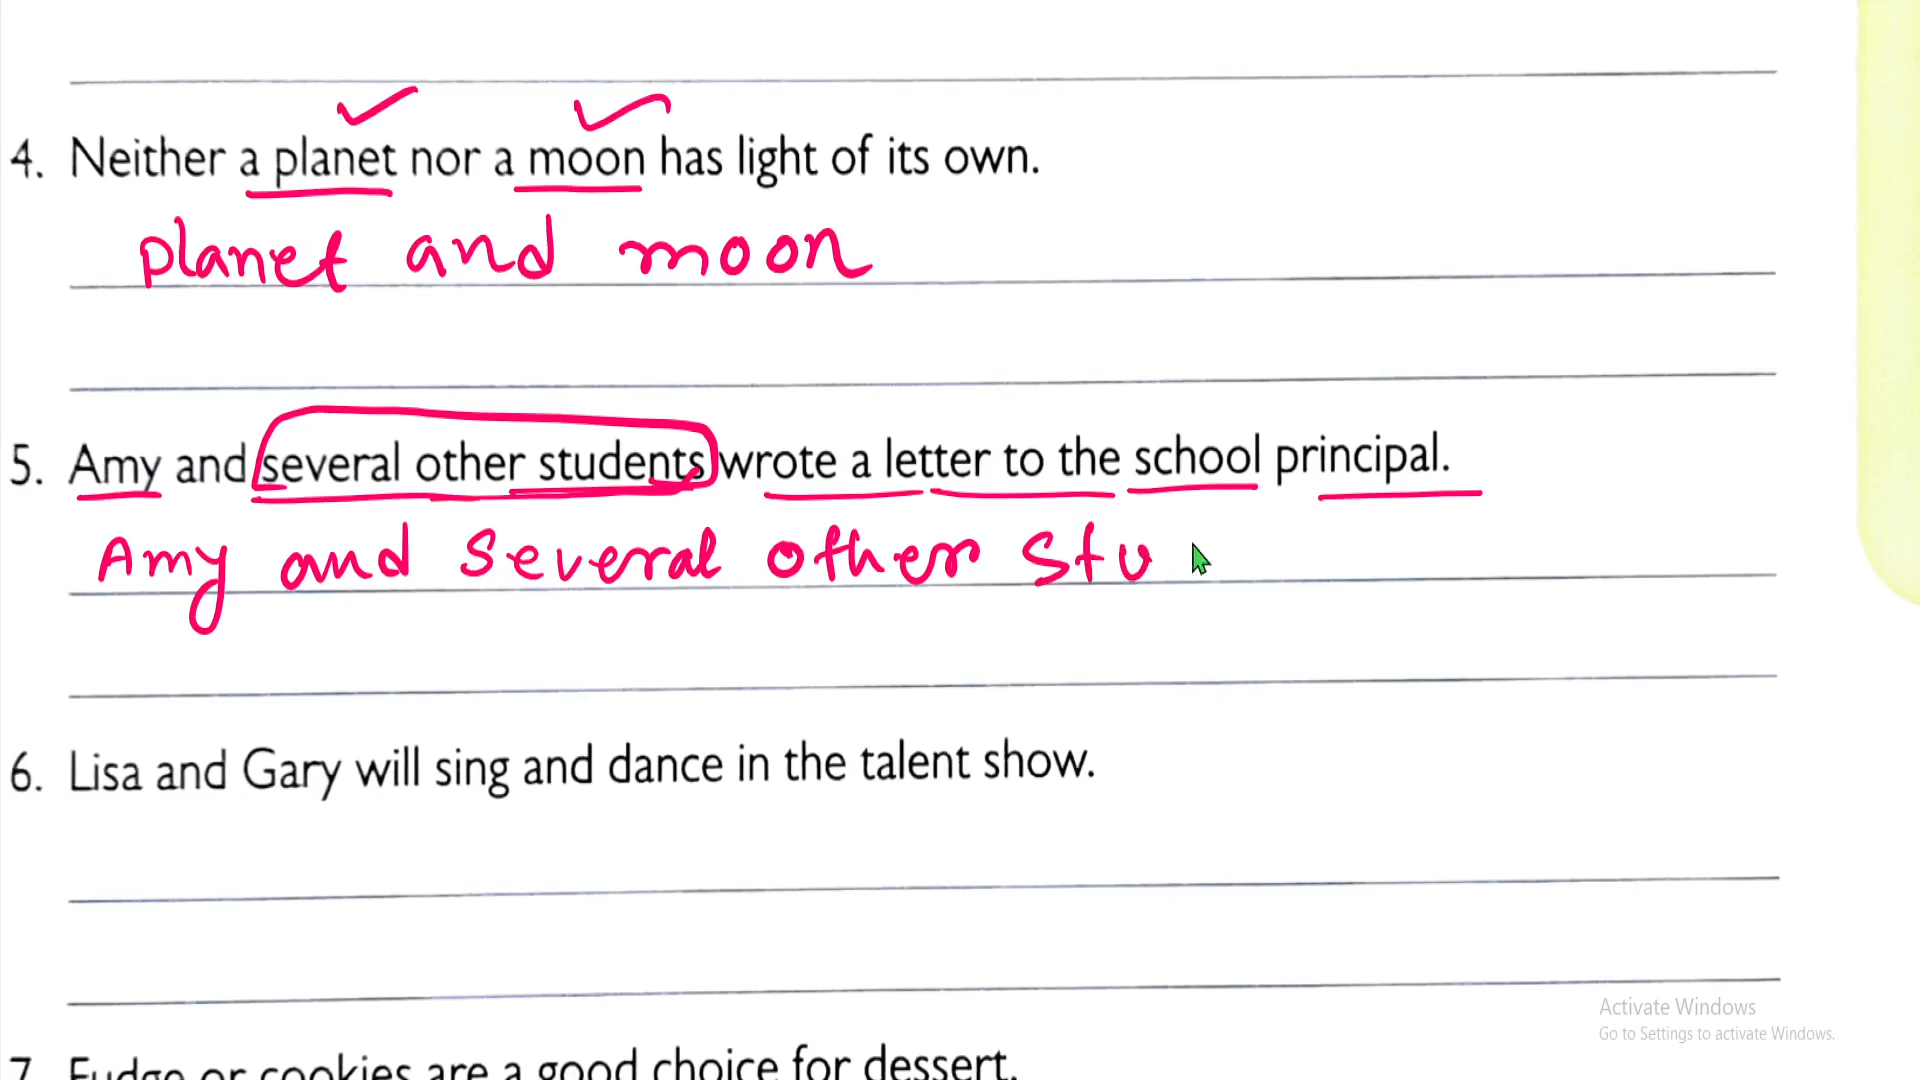 4. Neither a planet nor a moon has light of its own.
planet and moon
5. Amy and several other students wrote a letter to the school principal.
Amy and several other stu
6. Lisa and Gary will sing and dance in the talent show.
7. Fudge or cookies are a good choice for dessert.
Activate Windows
Go to Settings to activate Windows.